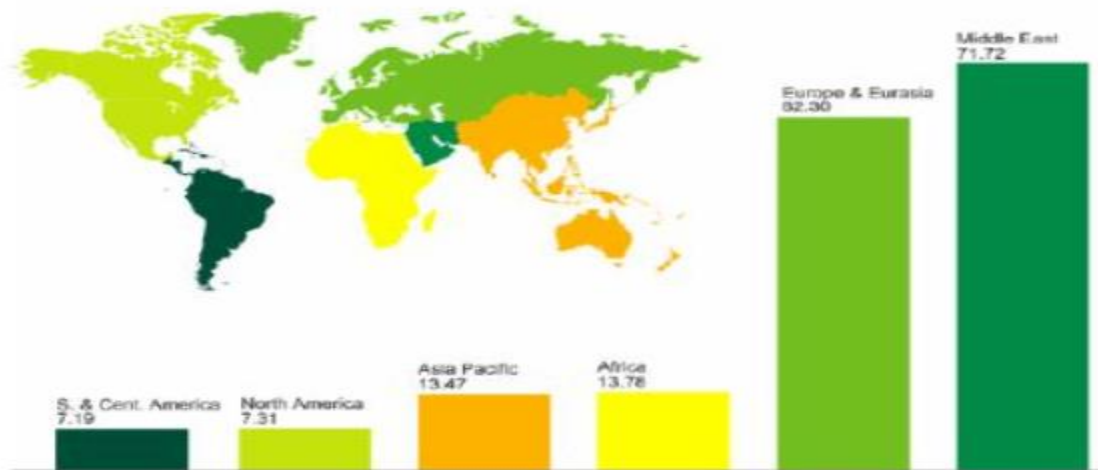 Middle East
71.72
Europe & Eurasia
62.30
Asia Pacific
13.47
Africa
13.78
S. & Cent. America
7.19
North America
7.31